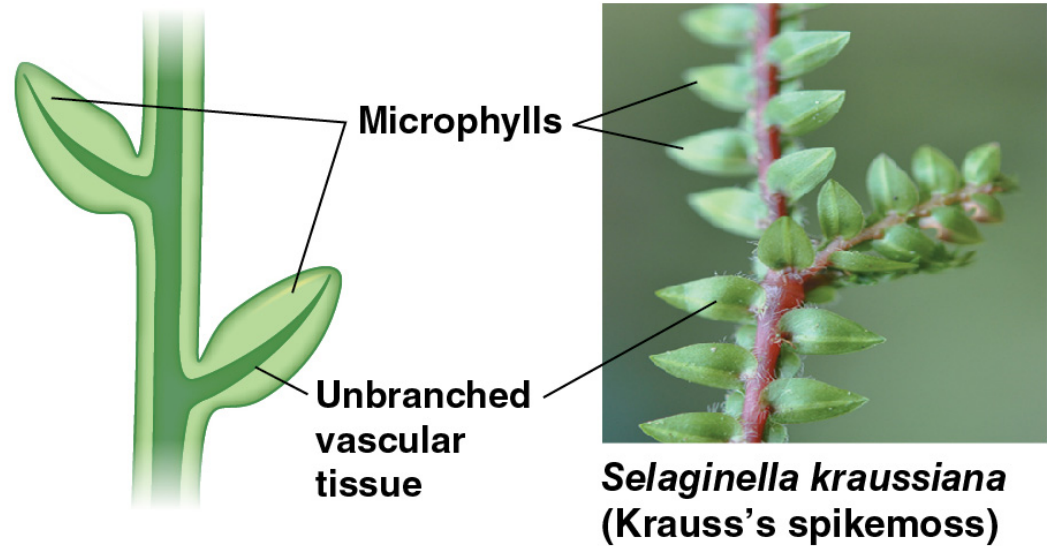 Microphylls
Unbranched
vascular
tissue
Selaginella kraussiana
(Krauss’s spikemoss)